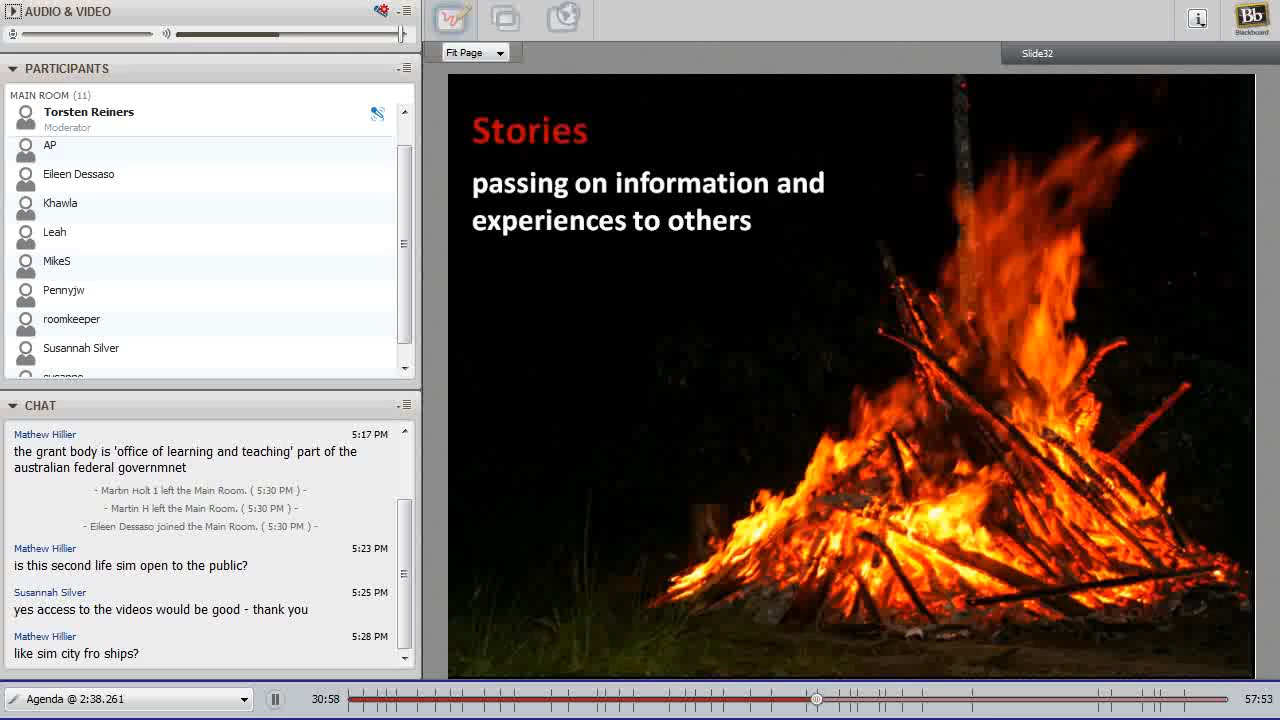 AUDIO & VIDEO
PARTICIPANTS
MAIN ROOM (11)
Torsten Reiners
Moderator
AP
Eileen Dessaso
Khawla
Leah
MikeS
Pennyjw
roomkeeper
Susannah Silver
CHAT
Mathew Hillier 5:17 PM
the grant body is 'office of learning and teaching' part of the
australian federal governmnet
- Martin Holt 1 left the Main Room. ( 5:30 PM ) -
- Martin H left the Main Room. ( 5:30 PM ) -
- Eileen Dessaso joined the Main Room. ( 5:30 PM ) -
Mathew Hillier 5:23 PM
is this second life sim open to the public?
Susannah Silver 5:25 PM
yes access to the videos would be good - thank you
Mathew Hillier 5:28 PM
like sim city fro ships?
Agenda @ 2:38.261
30:58
57:53
Fit Page
Slide32
Bb
Blackboard
Stories
passing on information and
experiences to others